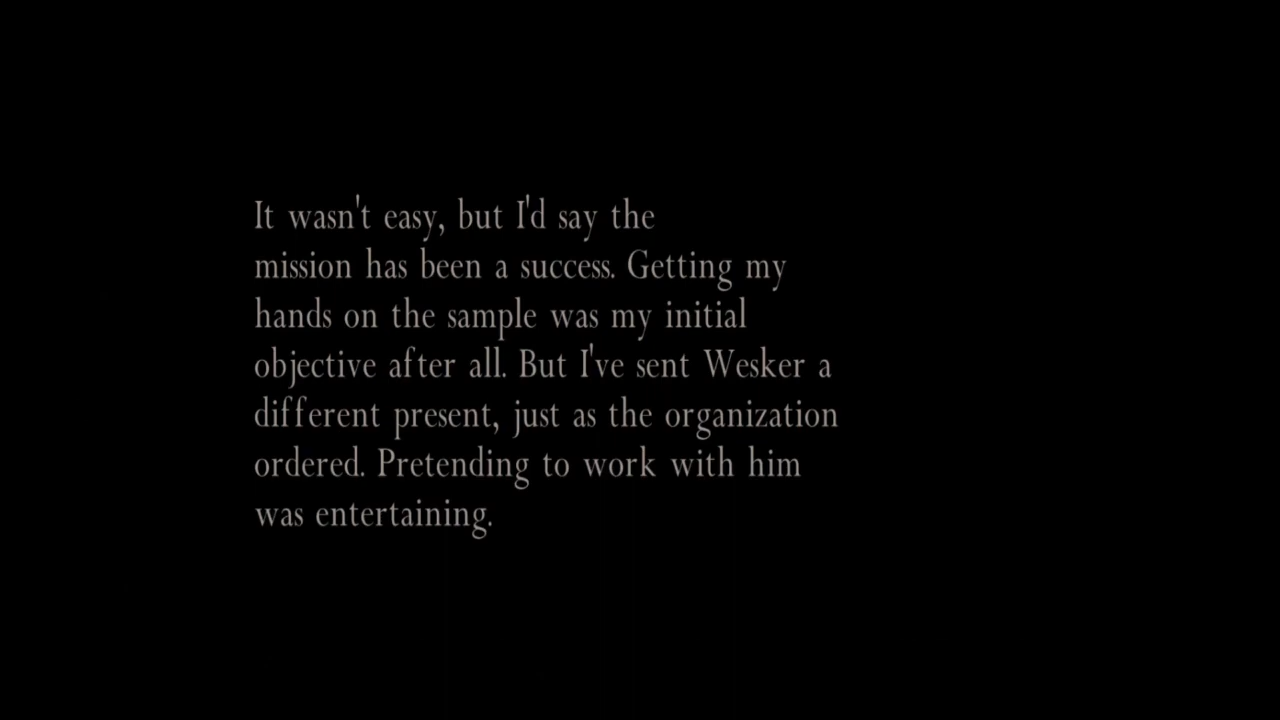 It wasn't easy, but I'd say the
mission has been a success. Getting my
hands on the sample was my initial
objective after all. But I've sent Wesker a
different present, just as the organization
ordered. Pretending to work with him
was entertaining.